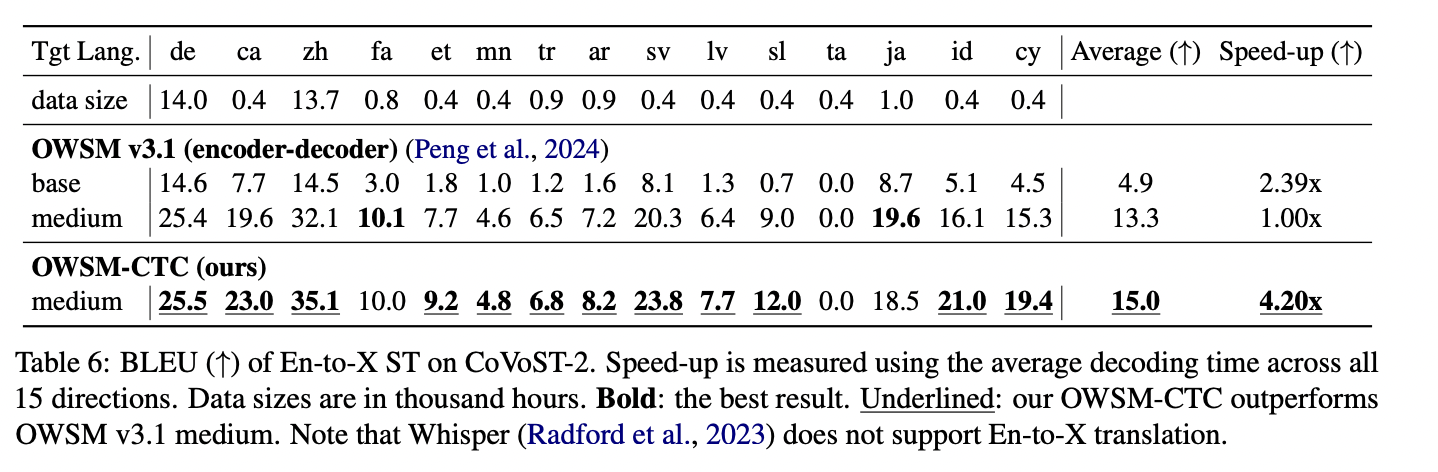 Tgt Lang. de ca zh fa et mn tr ar sv lv sl ta ja id cy Average (↑) Speed-up (↑)
data size 14.0 0.4 13.7 0.8 0.4 0.4 0.9 0.9 0.4 0.4 0.4 0.4 1.0 0.4 0.4
OWSM v3.1 (encoder-decoder) (Peng et al., 2024)
base 14.6 7.7 14.5 3.0 1.8 1.0 1.2 1.6 8.1 1.3 0.7 0.0 8.7 5.1 4.5 4.9 2.39x
medium 25.4 19.6 32.1 10.1 7.7 4.6 6.5 7.2 20.3 6.4 9.0 0.0 19.6 16.1 15.3 13.3 1.00x
OWSM-CTC (ours)
medium 25.5 23.0 35.1 10.0 9.2 4.8 6.8 8.2 23.8 7.7 12.0 0.0 18.5 21.0 19.4 15.0 4.20x
Table 6: BLEU (↑) of En-to-X ST on CoVoST-2. Speed-up is measured using the average decoding time across all
15 directions. Data sizes are in thousand hours. Bold: the best result. Underlined: our OWSM-CTC outperforms
OWSM v3.1 medium. Note that Whisper (Radford et al., 2023) does not support En-to-X translation.